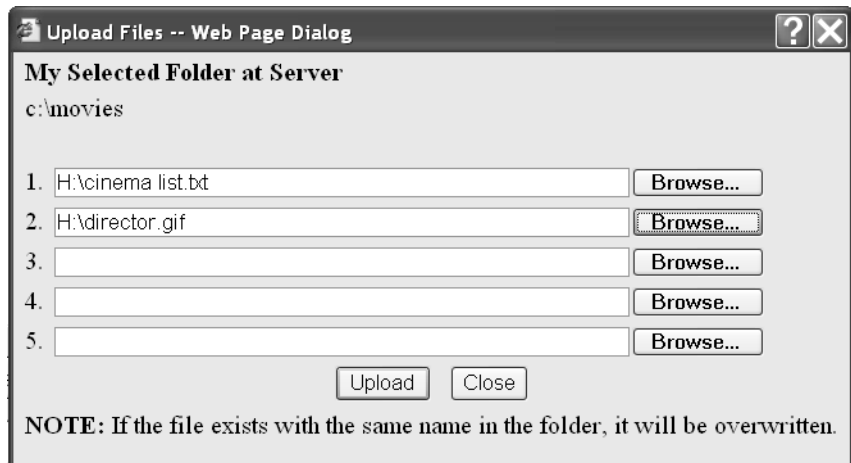 Upload Files -- Web Page Dialog
My Selected Folder at Server
c:\movies
1. H:\cinema list.txt Browse...
2. H:\director.gif Browse...
3. Browse...
4. Browse...
5. Browse...
Upload Close
NOTE: If the file exists with the same name in the folder, it will be overwritten.